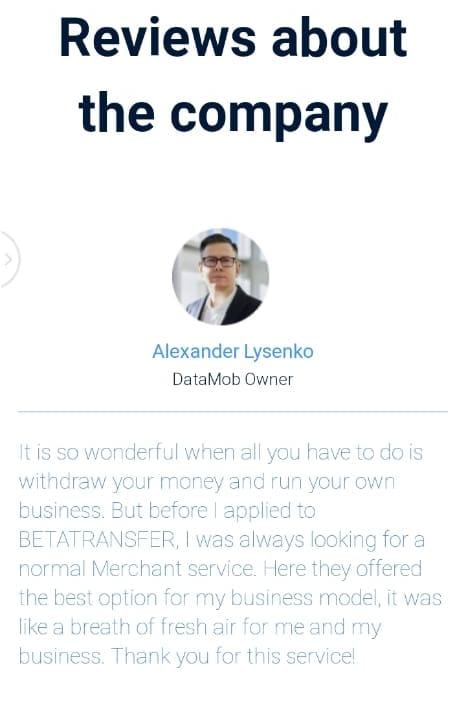 Reviews about
the company
Alexander Lysenko
DataMob Owner
It is so wonderful when all you have to do is
withdraw your money and run your own
business. But before I applied to
BETATRANSFER, I was always looking for a
normal Merchant service. Here they offered
the best option for my business model, it was
like a breath of fresh air for me and my
business. Thank you for this service!